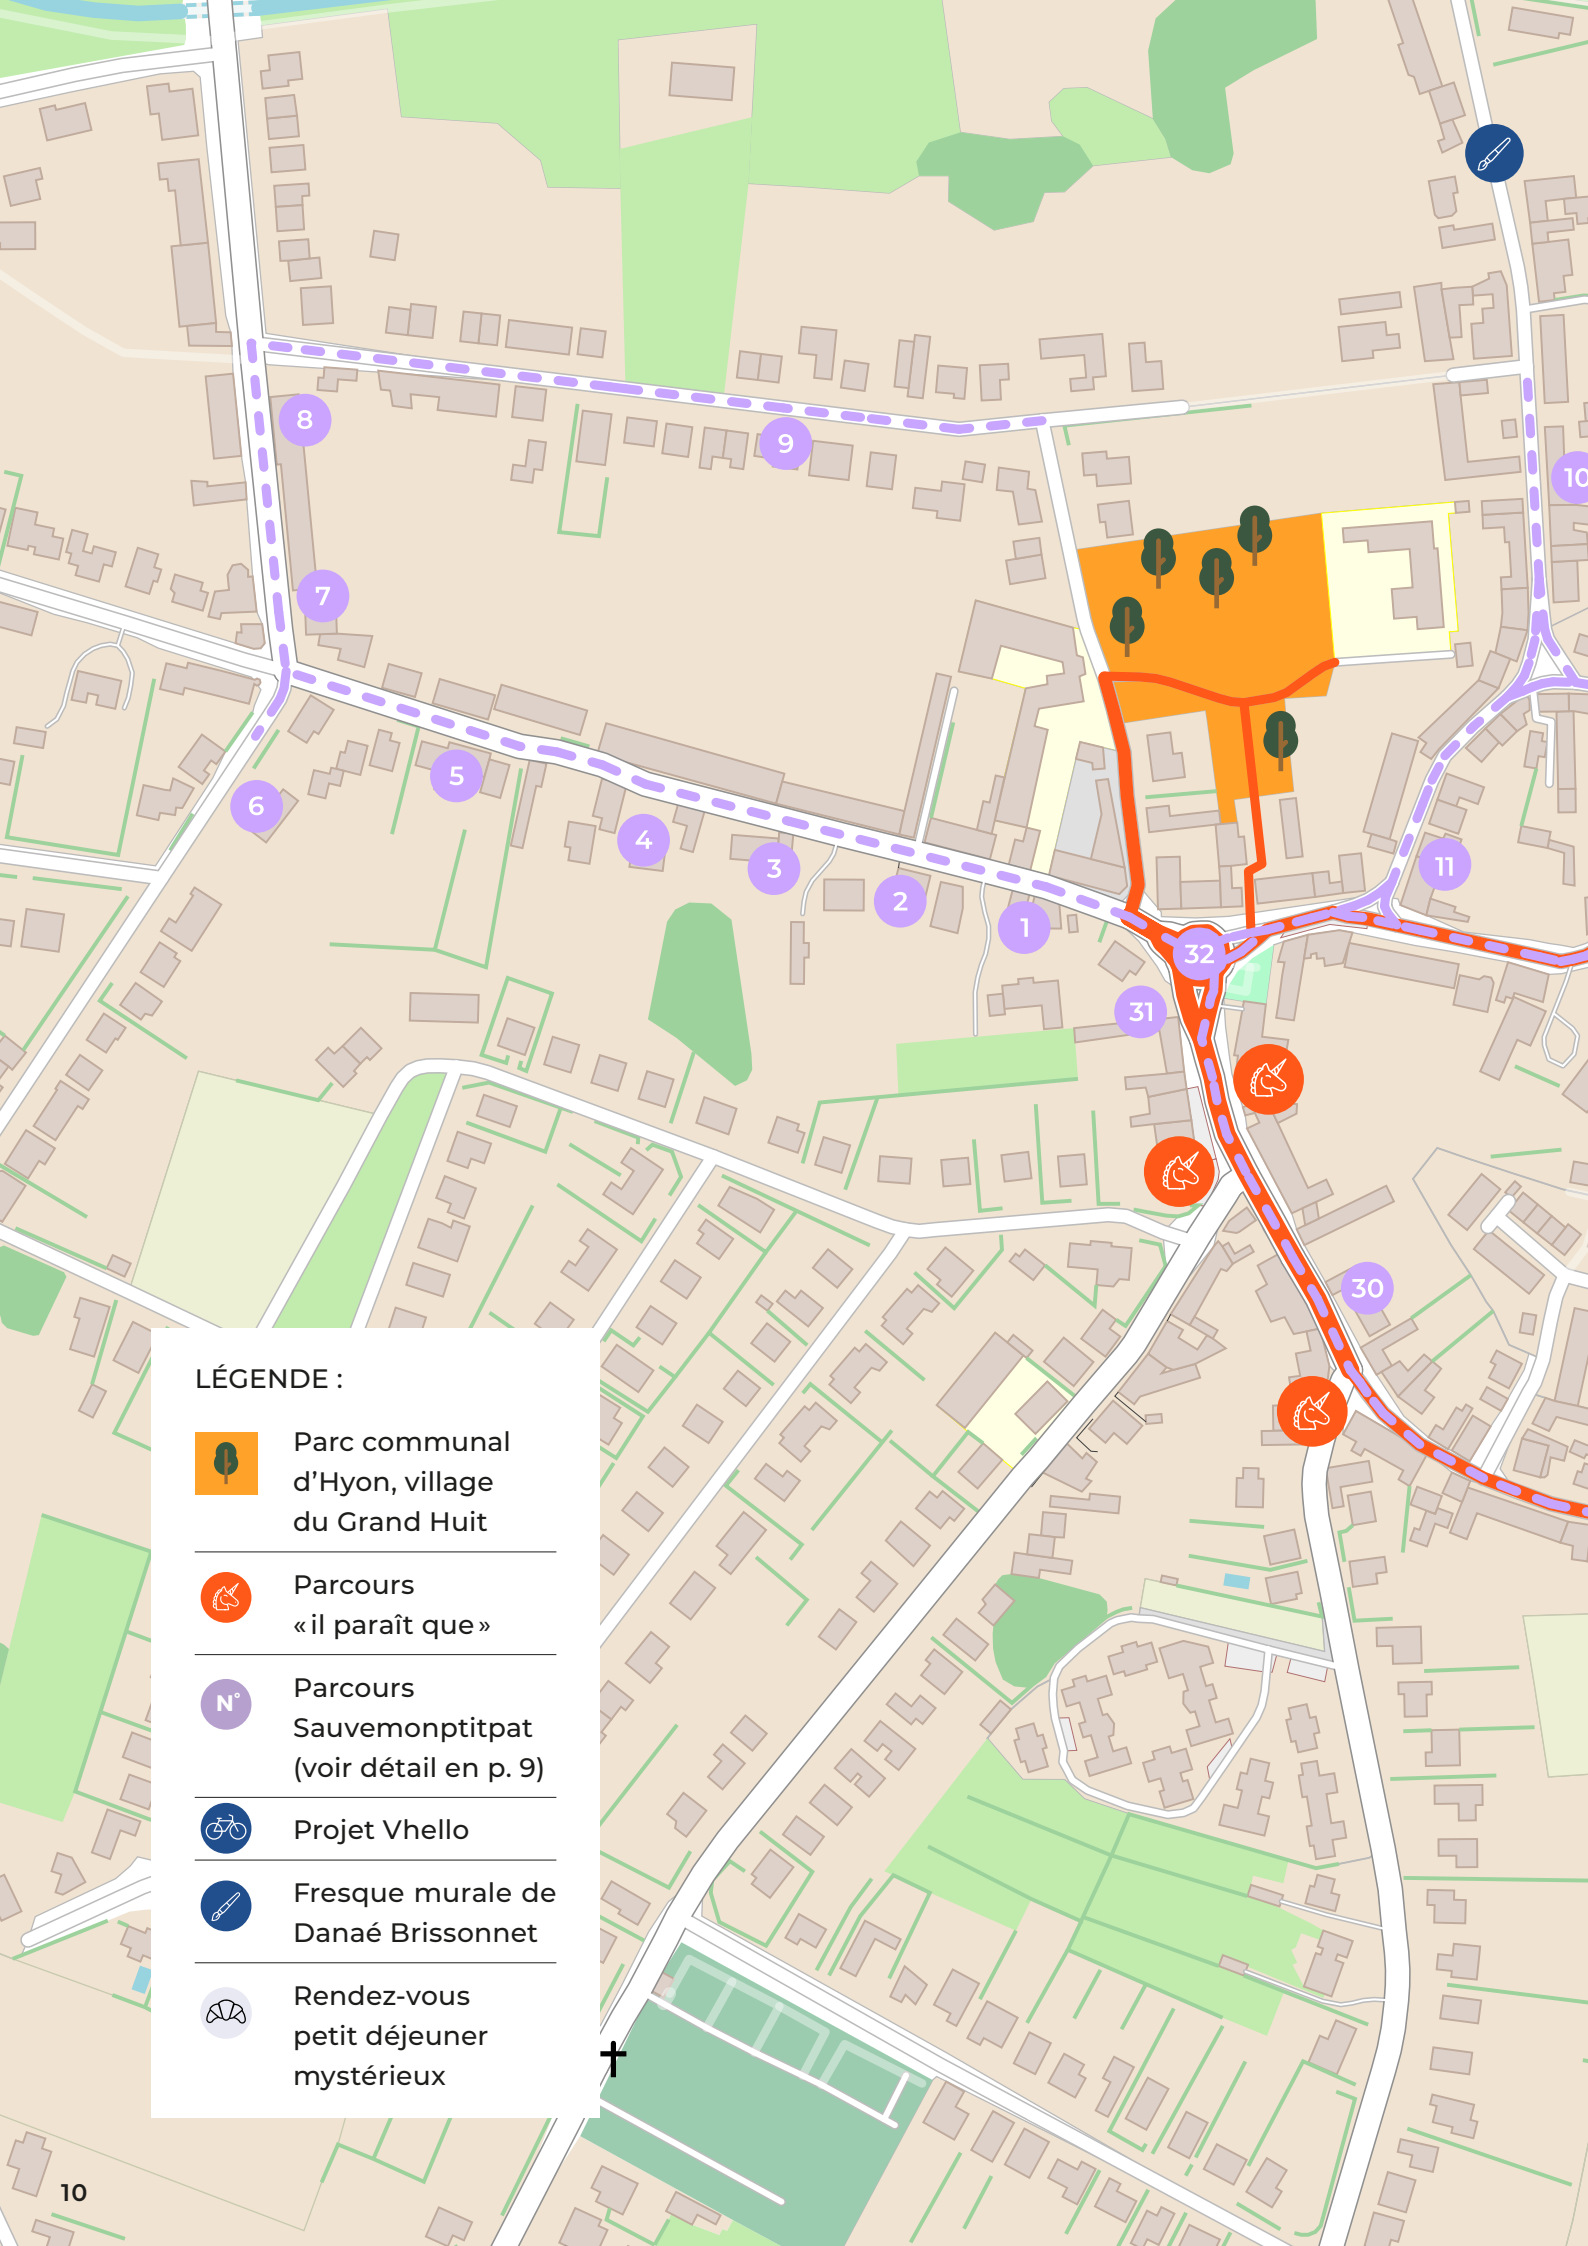 8
9
10
7
6
5
4
3
2
1
11
32
31
30
LÉGENDE :
Parc communal
d'Hyon, village
du Grand Huit
Parcours
« il paraît que »
N°
Parcours
Sauvemonptitpat
(voir détail en p. 9)
Projet Vhello
Fresque murale de
Danaé Brissonnet
Rendez-vous
petit déjeuner
mystérieux
10